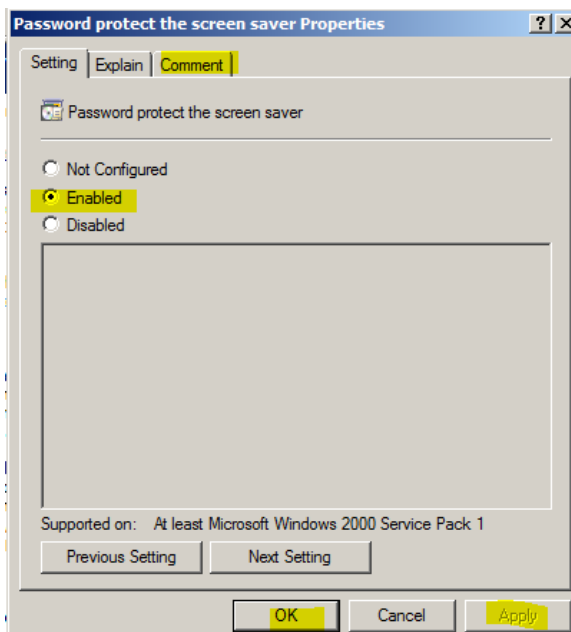 Password protect the screen saver Properties
Setting Explain Comment
Password protect the screen saver
Not Configured
Enabled
Disabled
Supported on: At least Microsoft Windows 2000 Service Pack 1
Previous Setting Next Setting
OK Cancel Apply